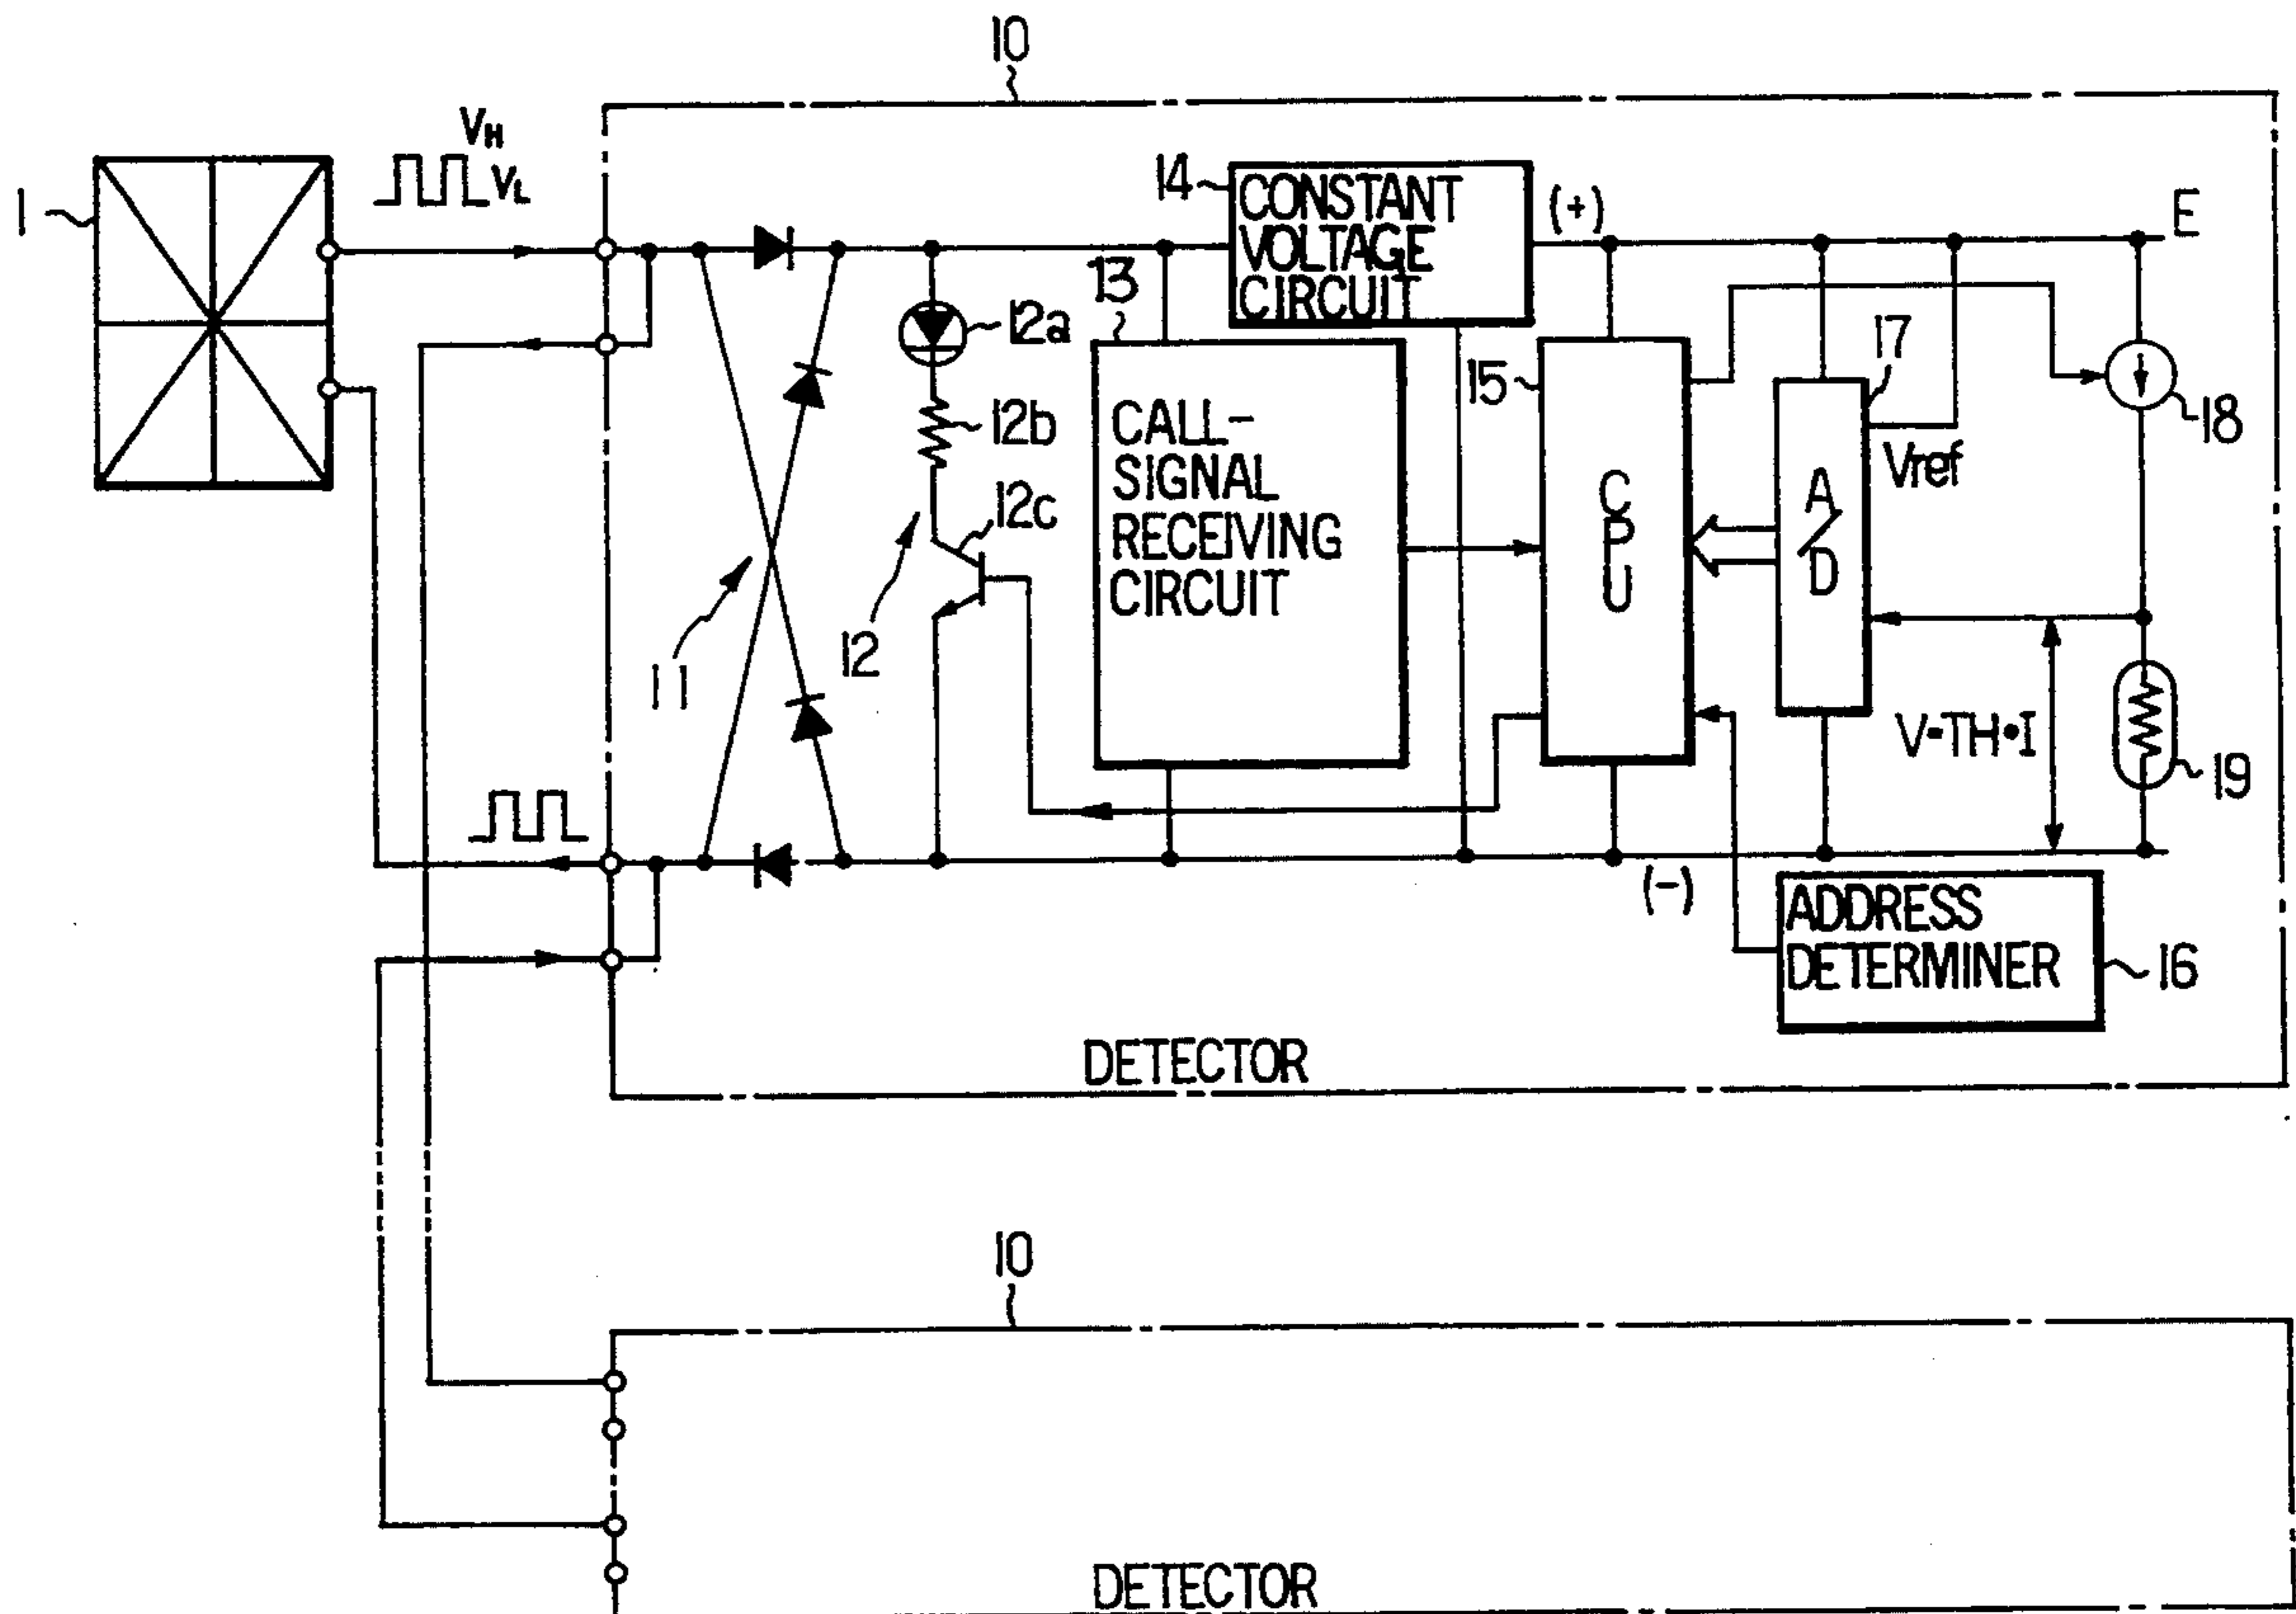 10
VH
VL
1
14
CONSTANT
VOLTAGE
CIRCUIT
(+)
E
13
12a
17
15
18
12b
CALL-
SIGNAL
RECEIVING
CIRCUIT
Vref
CPU
A/D
12c
12
11
V·TH·I
19
(-)
ADDRESS
DETERMINER
16
DETECTOR
10
DETECTOR